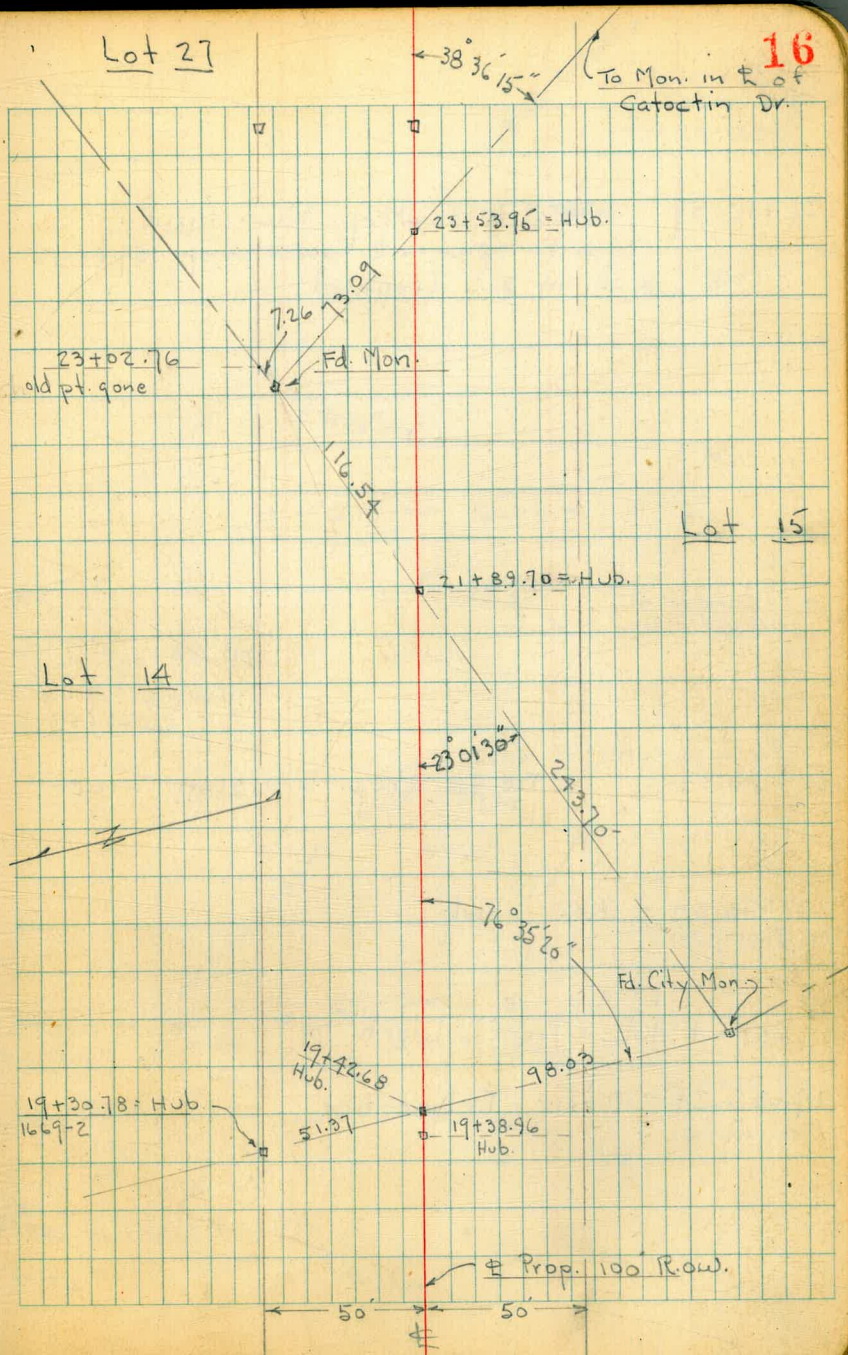 Lot 27
16
38° 36' 15"
To Mon. in ℄ of
Catoctin Dr.
23+53.95 = Hub.
73.09
7.26
23+02.76
old pt. gone
Fd. Mon.
116.54
Lot 15
21+89.70 = Hub.
Lot 14
23° 01' 30"
243.70
76° 35' 20"
Fd. City Mon.
19+42.68
Hub.
98.03
19+30.78 = Hub
1669-2
51.37
19+38.96
Hub.
℄ Prop. 100' R.O.W.
50' 50'
℄